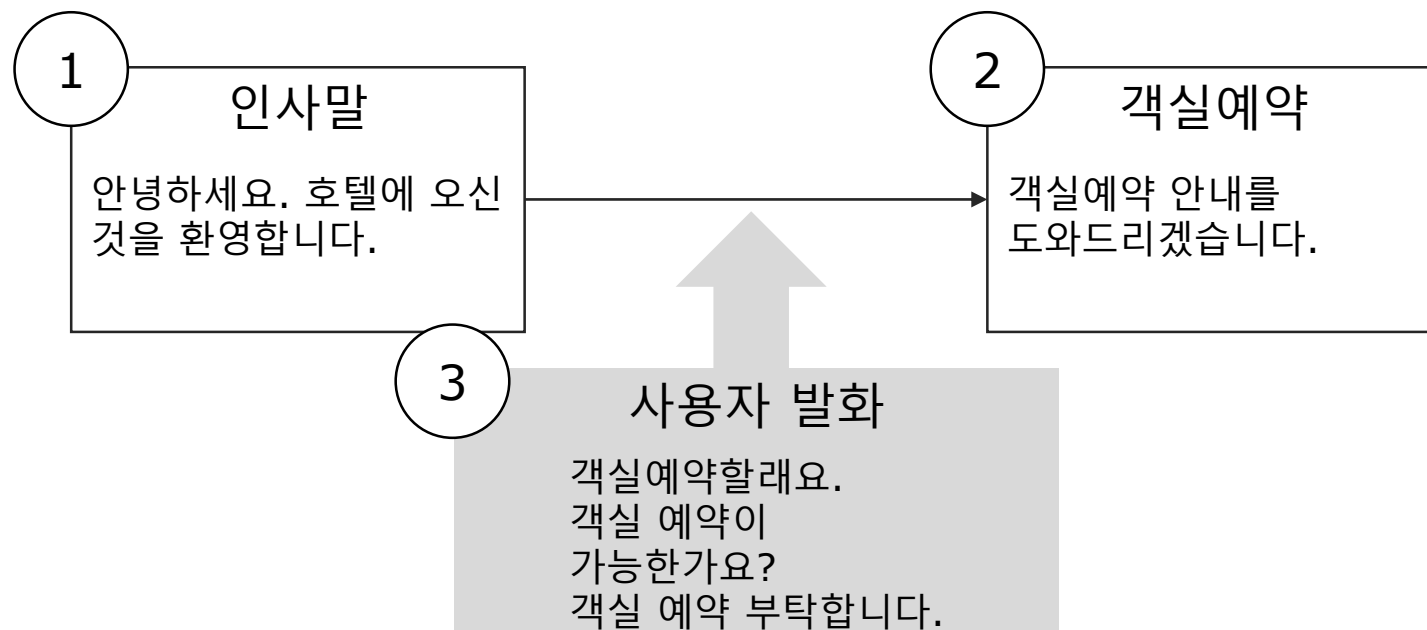 1
인사말
안녕하세요. 호텔에 오신
것을 환영합니다.
2
객실예약
객실예약 안내를
도와드리겠습니다.
3
사용자 발화
객실예약할래요.
객실 예약이
가능한가요?
객실 예약 부탁합니다.